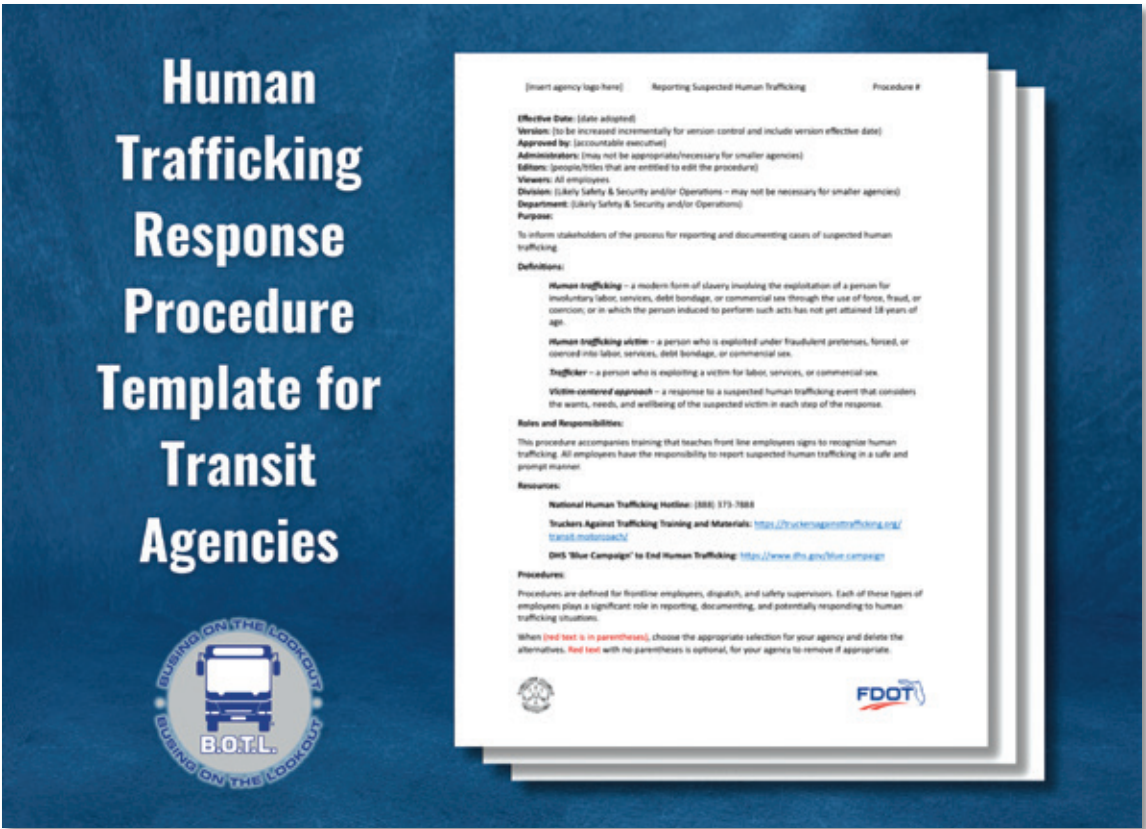 Human
Trafficking
Response
Procedure
Template for
Transit
Agencies
BUSING ON THE LOOKOUT
B.O.T.L.
BUSING ON THE LOOKOUT
[Insert agency logo here] Reporting Suspected Human Trafficking Procedure #
Effective Date: (date adopted)
Version: (to be increased incrementally for version control and include version effective date)
Approved by: (accountable executive)
Administrators: (may not be appropriate/necessary for smaller agencies)
Editors: (people/titles that are entitled to edit the procedure)
Viewers: All employees
Division: (Likely Safety & Security and/or Operations – may not be necessary for smaller agencies)
Department: (Likely Safety & Security and/or Operations)
Purpose:
To inform stakeholders of the process for reporting and documenting cases of suspected human
trafficking.
Definitions:
Human trafficking – a modern form of slavery involving the exploitation of a person for
involuntary labor, services, debt bondage, or commercial sex through the use of force, fraud, or
coercion; or in which the person induced to perform such acts has not yet attained 18 years of
age.
Human trafficking victim – a person who is exploited under fraudulent pretenses, forced, or
coerced into labor, services, debt bondage, or commercial sex.
Trafficker – a person who is exploiting a victim for labor, services, or commercial sex.
Victim-centered approach – a response to a suspected human trafficking event that considers
the wants, needs, and wellbeing of the suspected victim in each step of the response.
Roles and Responsibilities:
This procedure accompanies training that teaches front line employees signs to recognize human
trafficking. All employees have the responsibility to report suspected human trafficking in a safe and
prompt manner.
Resources:
National Human Trafficking Hotline: (888) 373-7888
Truckers Against Trafficking Training and Materials: https://truckersagainsttrafficking.org/
transit-motorcoach/
DHS 'Blue Campaign' to End Human Trafficking: https://www.dhs.gov/blue-campaign
Procedures:
Procedures are defined for frontline employees, dispatch, and safety supervisors. Each of these types of
employees plays a significant role in reporting, documenting, and potentially responding to human
trafficking situations.
When (red text is in parentheses), choose the appropriate selection for your agency and delete the
alternatives. Red text with no parentheses is optional, for your agency to remove if appropriate.
FDOT